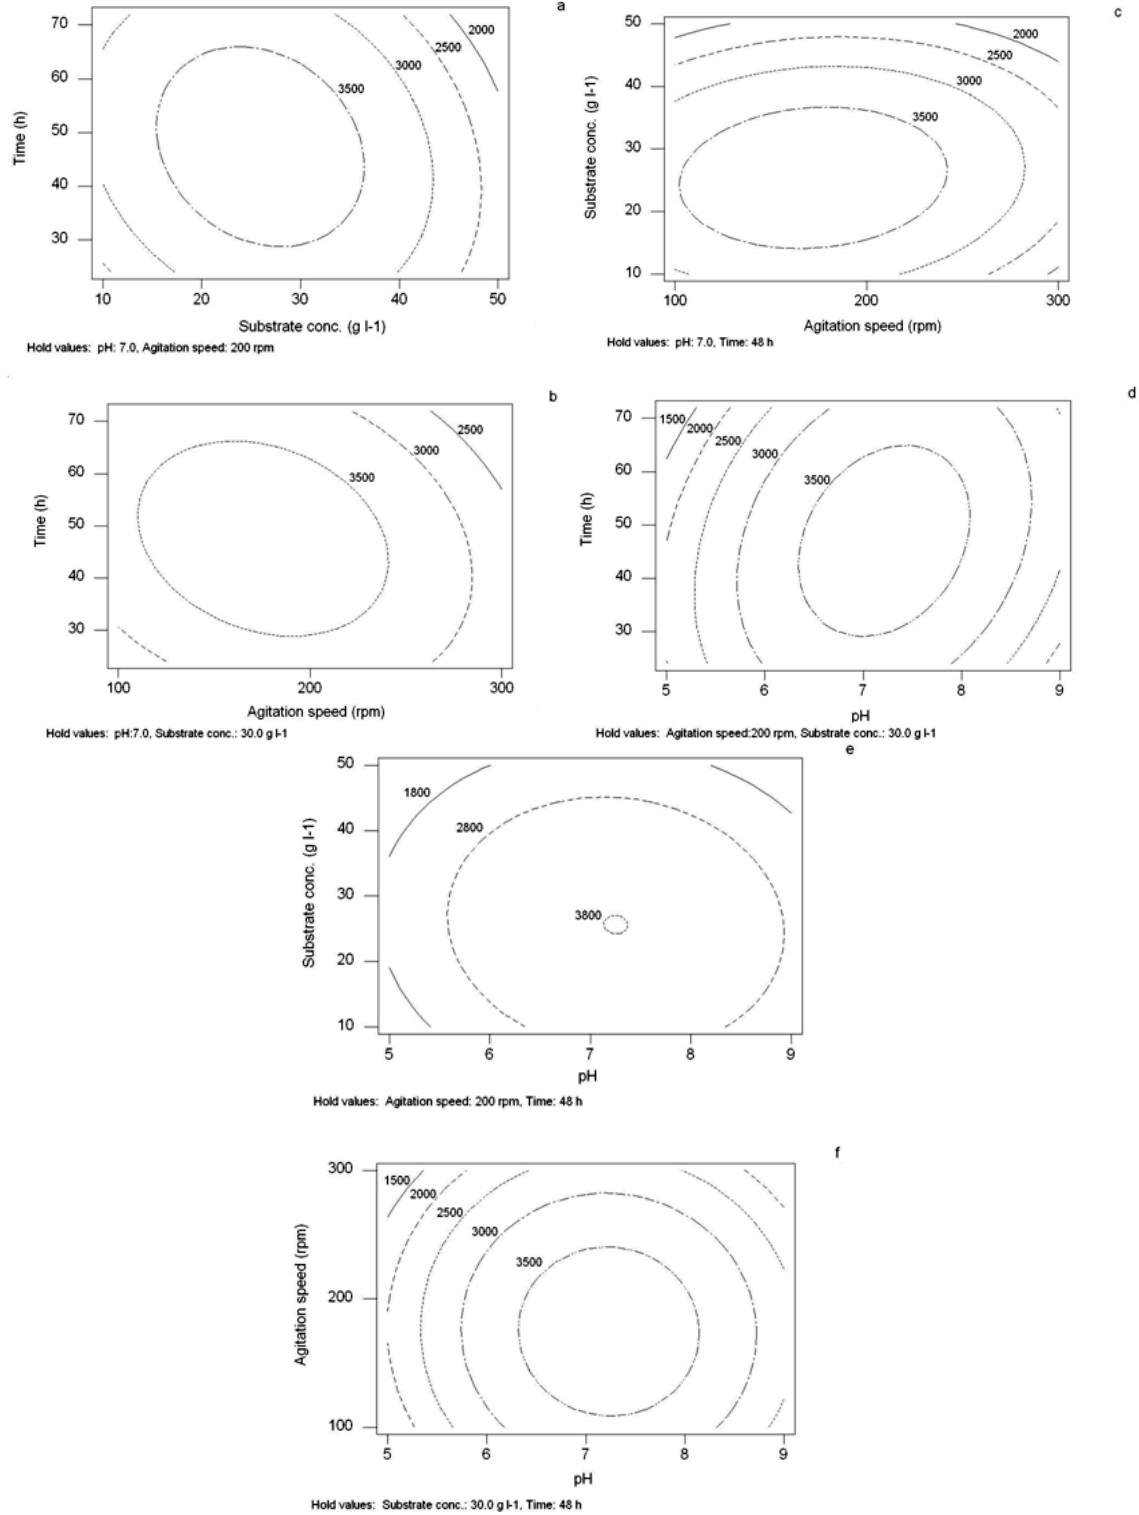 a
70
60
50
40
30
Time (h)
2000
2500
3000
3500
10 20 30 40 50
Substrate conc. (g l-1)
Hold values: pH: 7.0, Agitation speed: 200 rpm
c
50
40
30
20
10
Substrate conc. (g l-1)
2000
2500
3000
3500
100 200 300
Agitation speed (rpm)
Hold values: pH: 7.0, Time: 48 h
b
70
60
50
40
30
Time (h)
2500
3000
3500
100 200 300
Agitation speed (rpm)
Hold values: pH:7.0, Substrate conc.: 30.0 g l-1
d
70
60
50
40
30
Time (h)
1500
2000
2500
3000
3500
5 6 7 8 9
pH
Hold values: Agitation speed:200 rpm, Substrate conc.: 30.0 g l-1
e
50
40
30
20
10
Substrate conc. (g l-1)
1800
2800
3800
5 6 7 8 9
pH
Hold values: Agitation speed: 200 rpm, Time: 48 h
f
300
200
100
Agitation speed (rpm)
1500
2000
2500
3000
3500
5 6 7 8 9
pH
Hold values: Substrate conc.: 30.0 g l-1, Time: 48 h